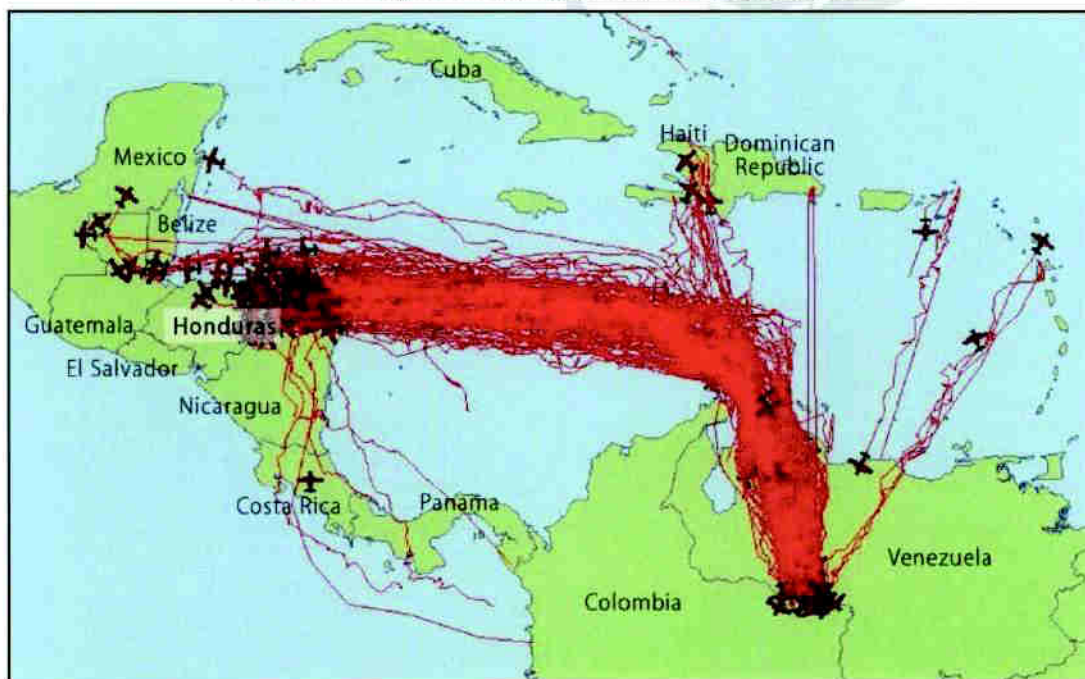 Cuba
Haiti
Dominican
Republic
Mexico
Belize
Guatemala
Honduras
El Salvador
Nicaragua
Costa Rica
Panama
Colombia
Venezuela